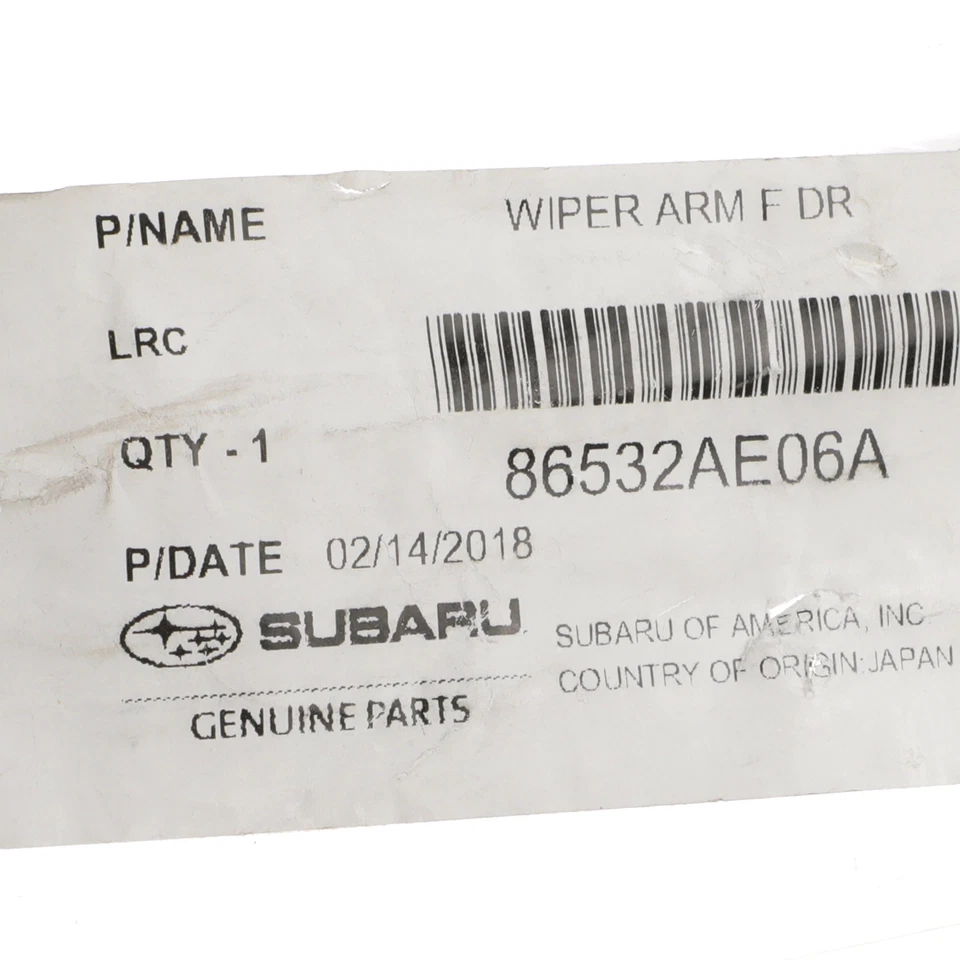 P/NAME WIPER ARM F DR
LRC
QTY - 1 86532AE06A
P/DATE 02/14/2018
SUBARU SUBARU OF AMERICA, INC
COUNTRY OF ORIGIN:JAPAN
GENUINE PARTS